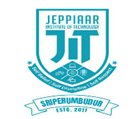 JEPPIAAR
INSTITUTE OF TECHNOLOGY
JIT
SRIPERUMBUDUR
ESTD. 2011